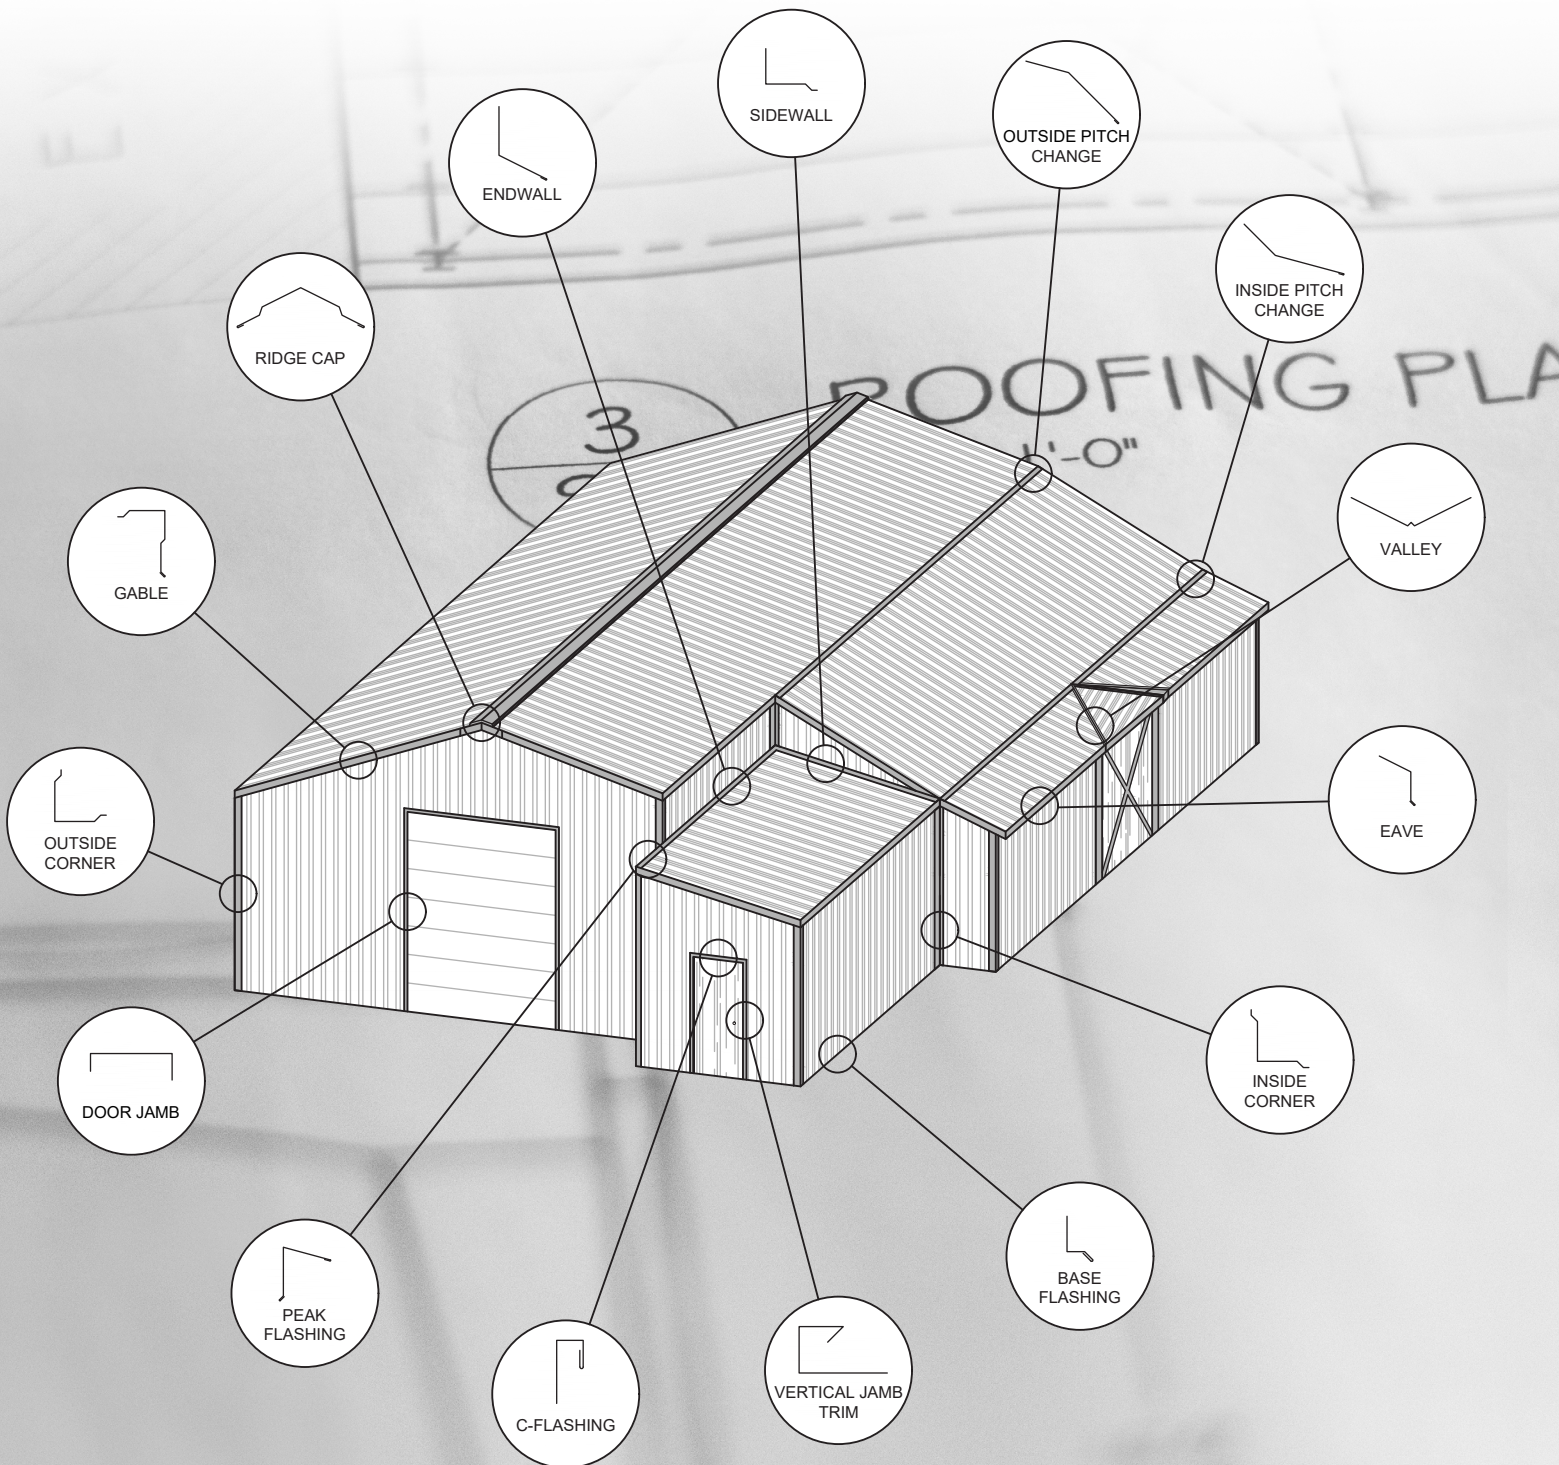 SIDEWALL
OUTSIDE PITCH
CHANGE
ENDWALL
INSIDE PITCH
CHANGE
RIDGE CAP
ROOFING PLA
3
1'-0"
VALLEY
GABLE
EAVE
OUTSIDE
CORNER
DOOR JAMB
INSIDE
CORNER
BASE
FLASHING
PEAK
FLASHING
VERTICAL JAMB
TRIM
C-FLASHING